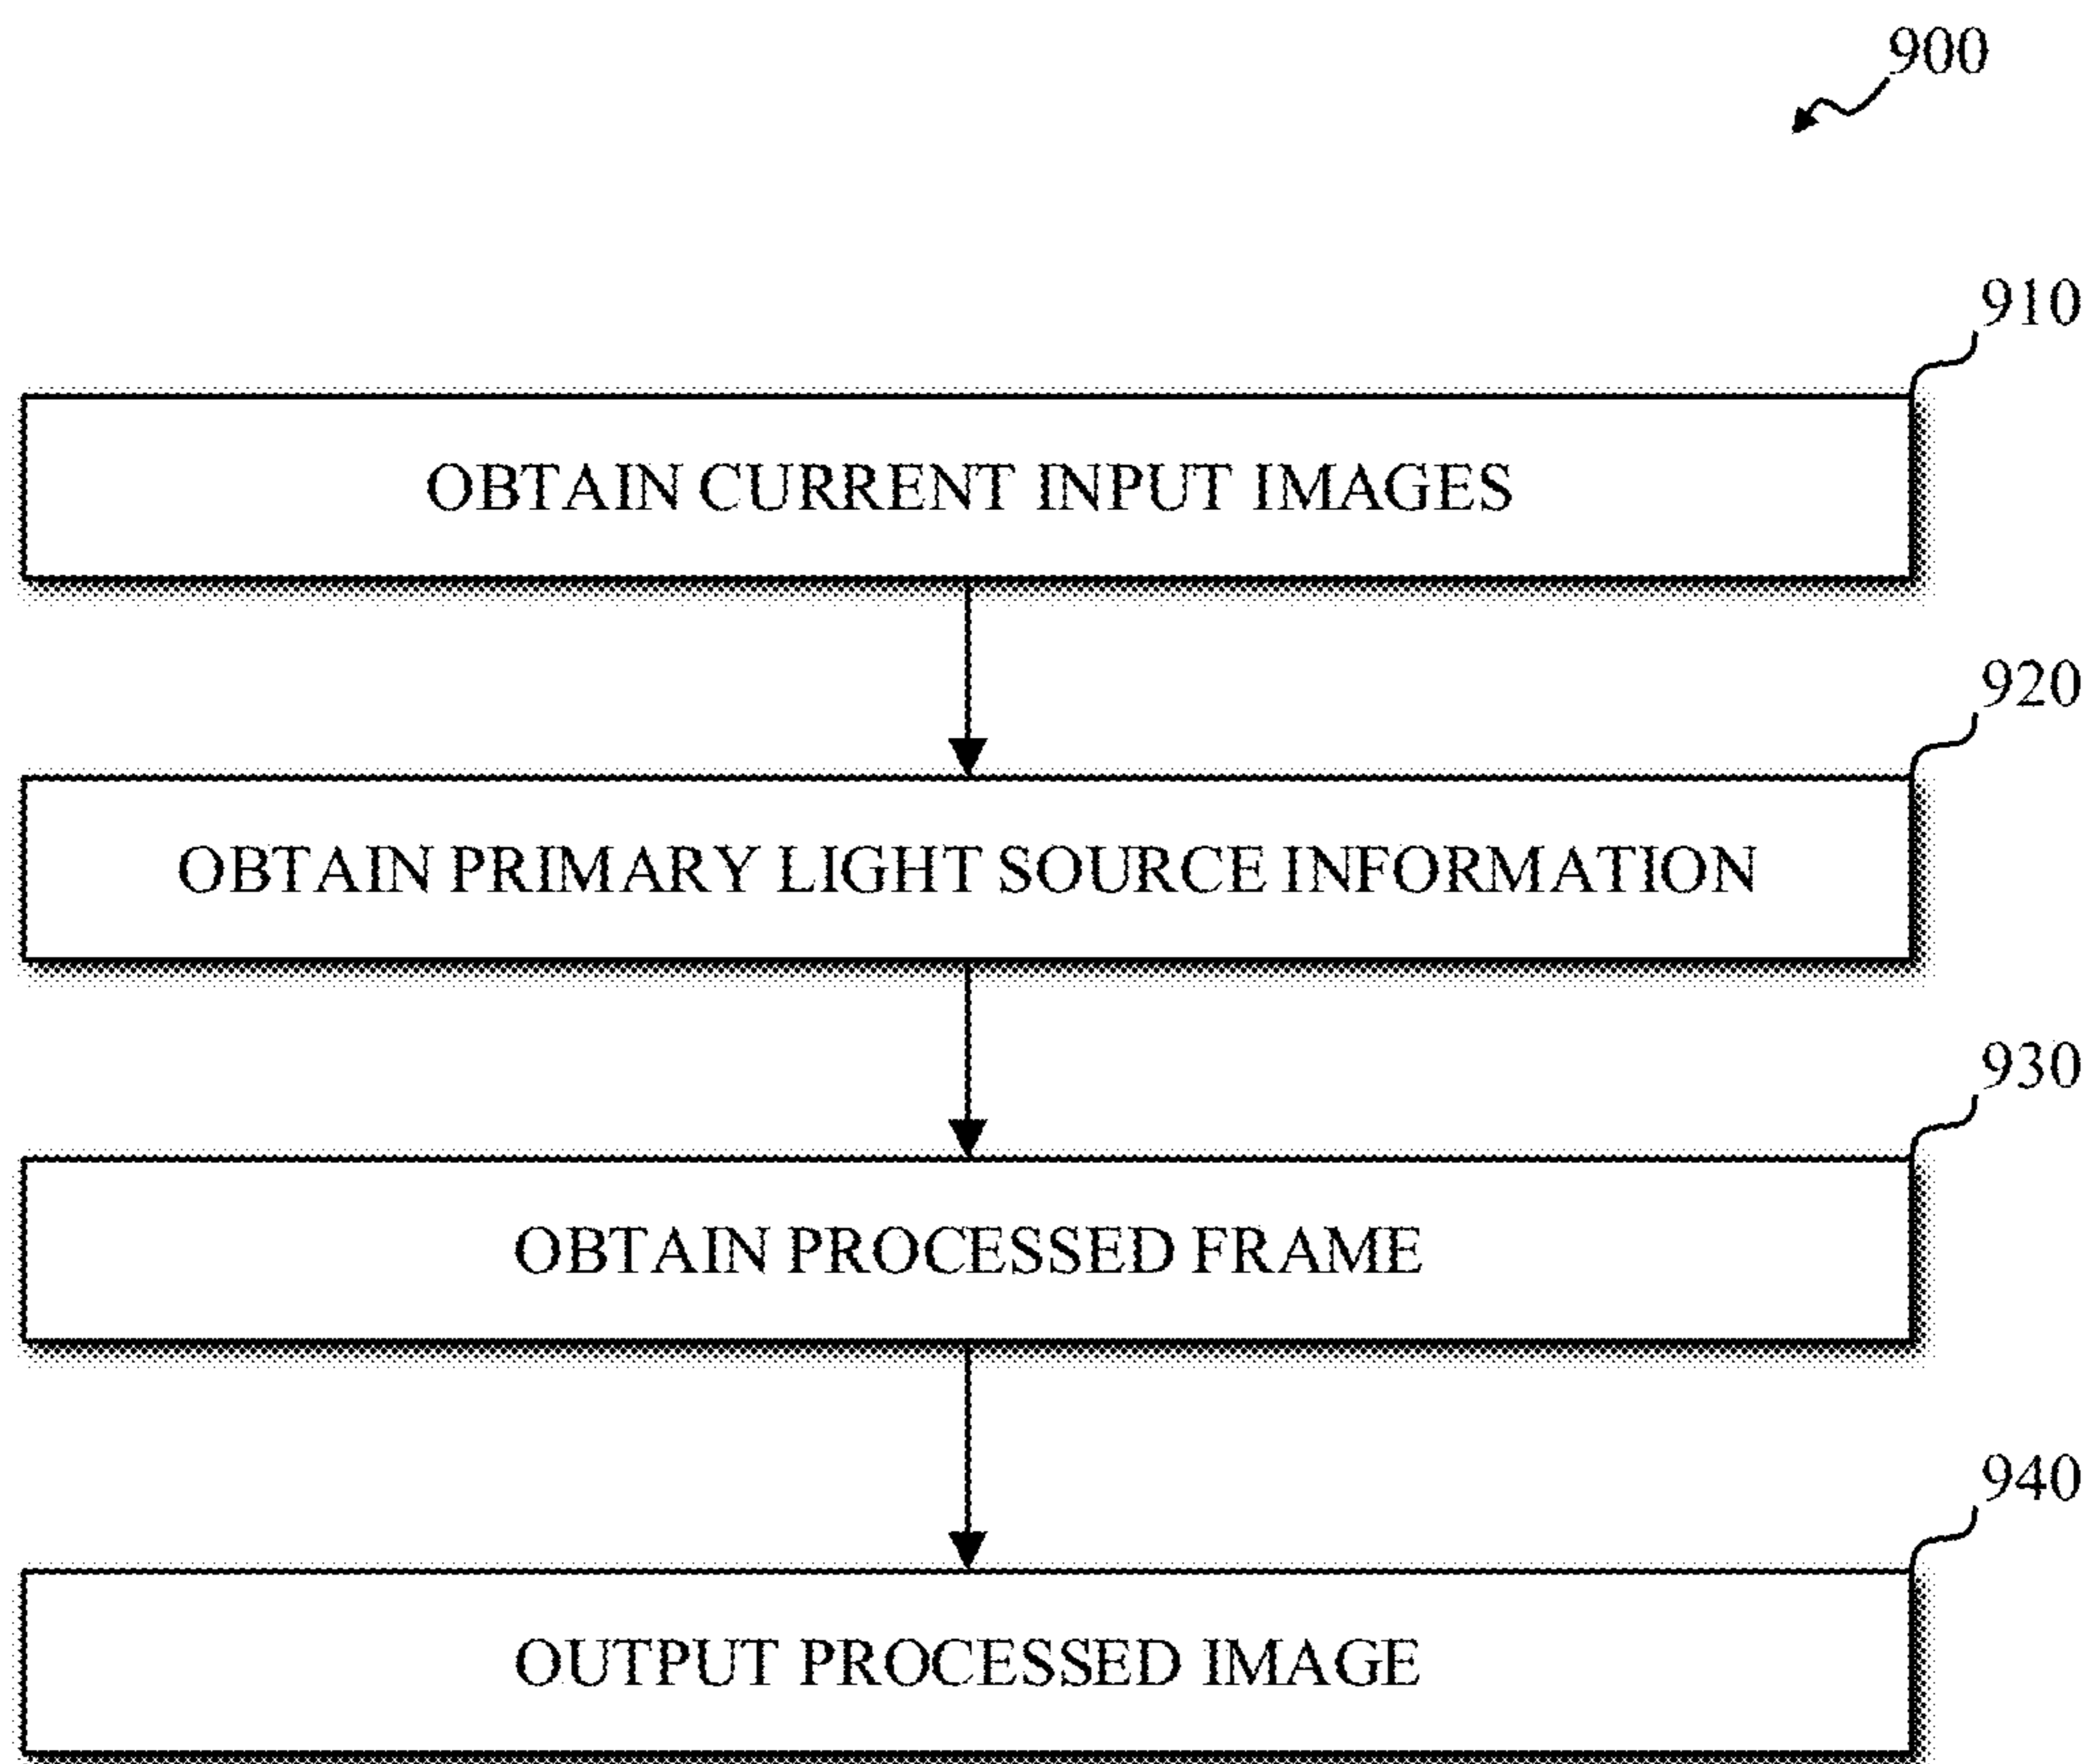 900
910
OBTAIN CURRENT INPUT IMAGES
920
OBTAIN PRIMARY LIGHT SOURCE INFORMATION
930
OBTAIN PROCESSED FRAME
940
OUTPUT PROCESSED IMAGE